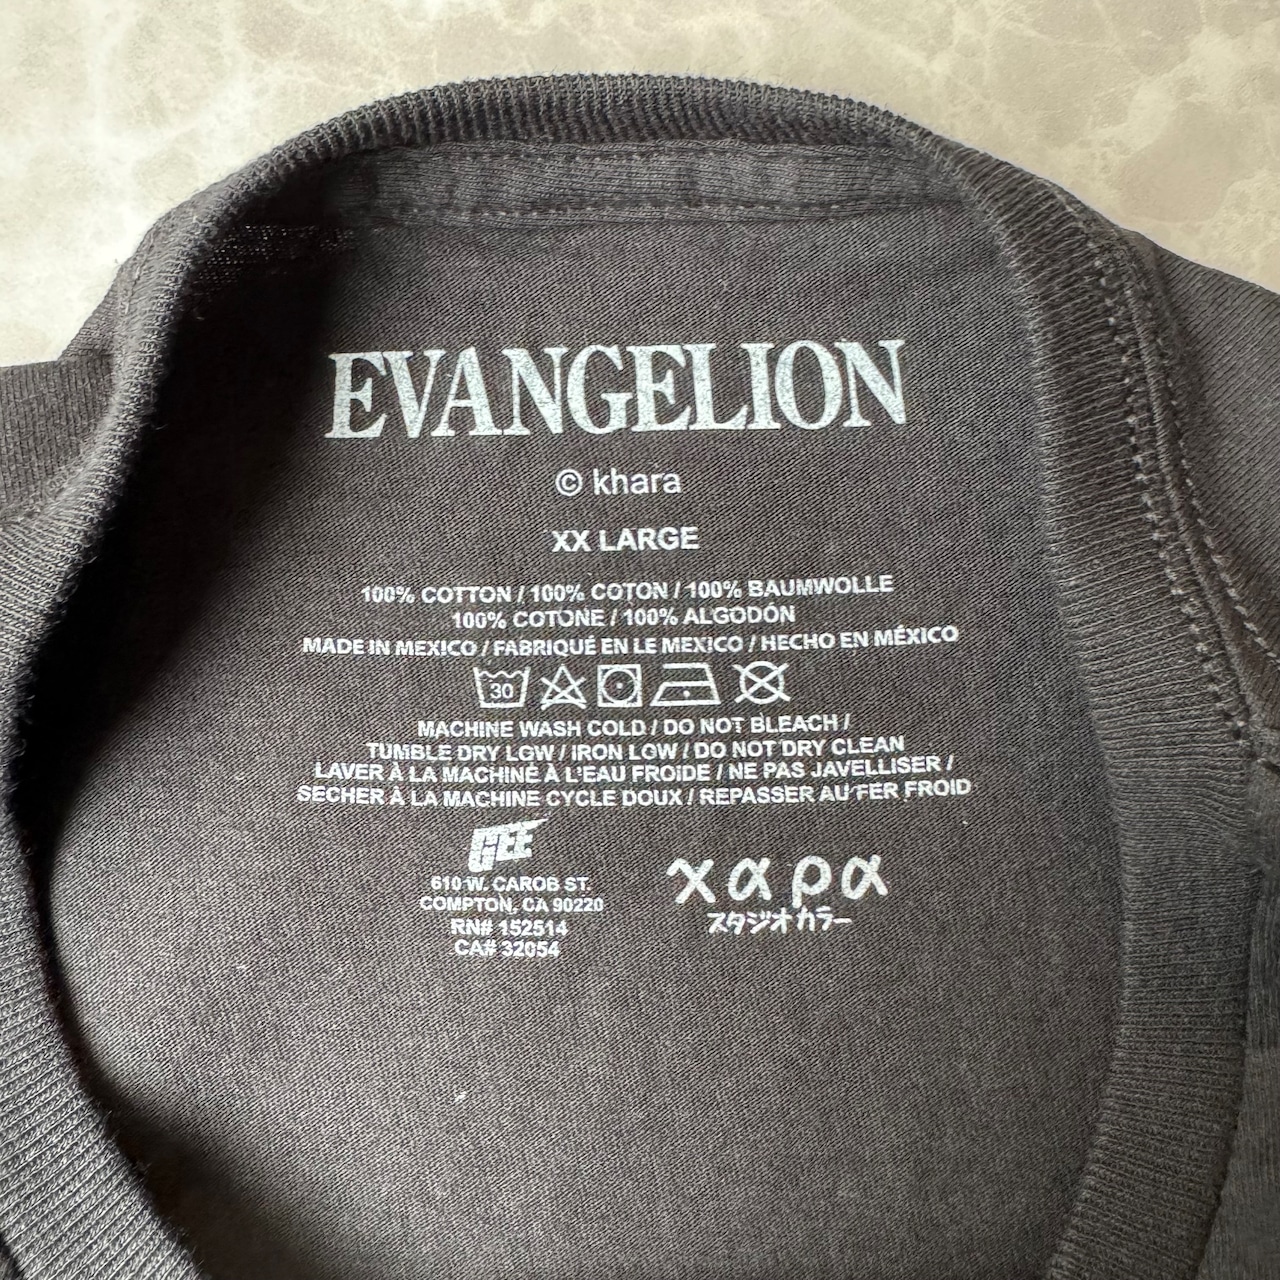 EVANGELION
© khara
XX LARGE
100% COTTON / 100% COTON / 100% BAUMWOLLE
100% COTONE / 100% ALGODÓN
MADE IN MEXICO / FABRIQUÉ EN LE MEXICO / HECHO EN MÉXICO
30
MACHINE WASH COLD / DO NOT BLEACH /
TUMBLE DRY LOW / IRON LOW / DO NOT DRY CLEAN
LAVER À LA MACHINE À L'EAU FROIDE / NE PAS JAVELLISER /
SECHER À LA MACHINE CYCLE DOUX / REPASSER AU FER FROID
GEE
610 W. CAROB ST.
COMPTON, CA 90220
RN# 152514
CA# 32054
χαρα
スタジオカラー